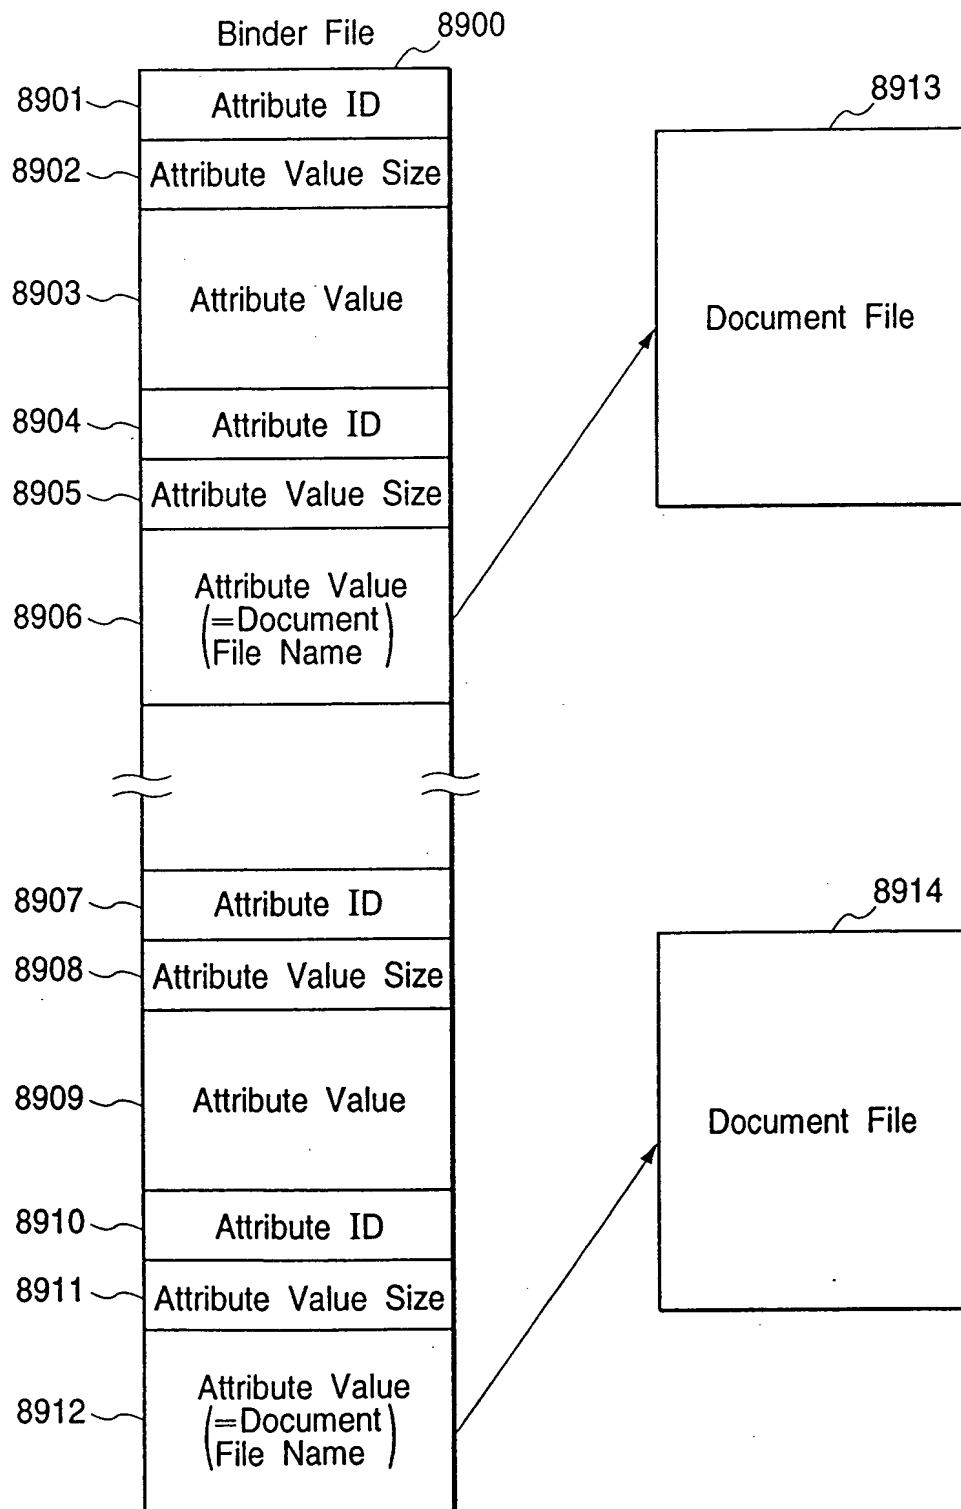 Binder File
8900
8901
Attribute ID
8902
Attribute Value Size
8903
Attribute Value
8904
Attribute ID
8905
Attribute Value Size
8906
Attribute Value
(=Document
File Name)
8913
Document File
8907
Attribute ID
8908
Attribute Value Size
8909
Attribute Value
8910
Attribute ID
8911
Attribute Value Size
8912
Attribute Value
(=Document
File Name)
8914
Document File